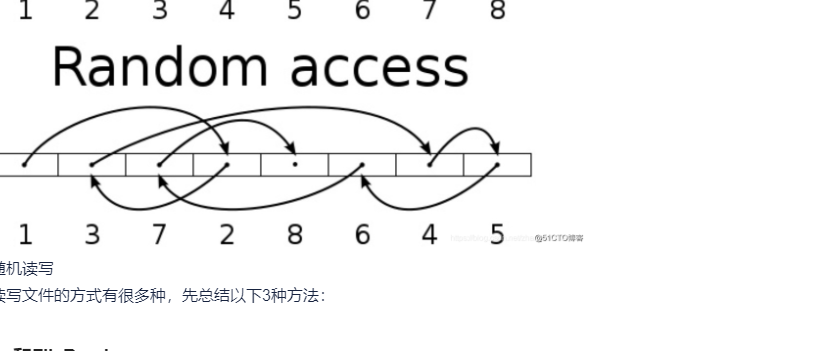 1 2 3 4 5 6 7 8
Random access
1 3 7 2 8 6 4 5
@51CTO博客
随机读写
读写文件的方式有很多种，先总结以下3种方法：